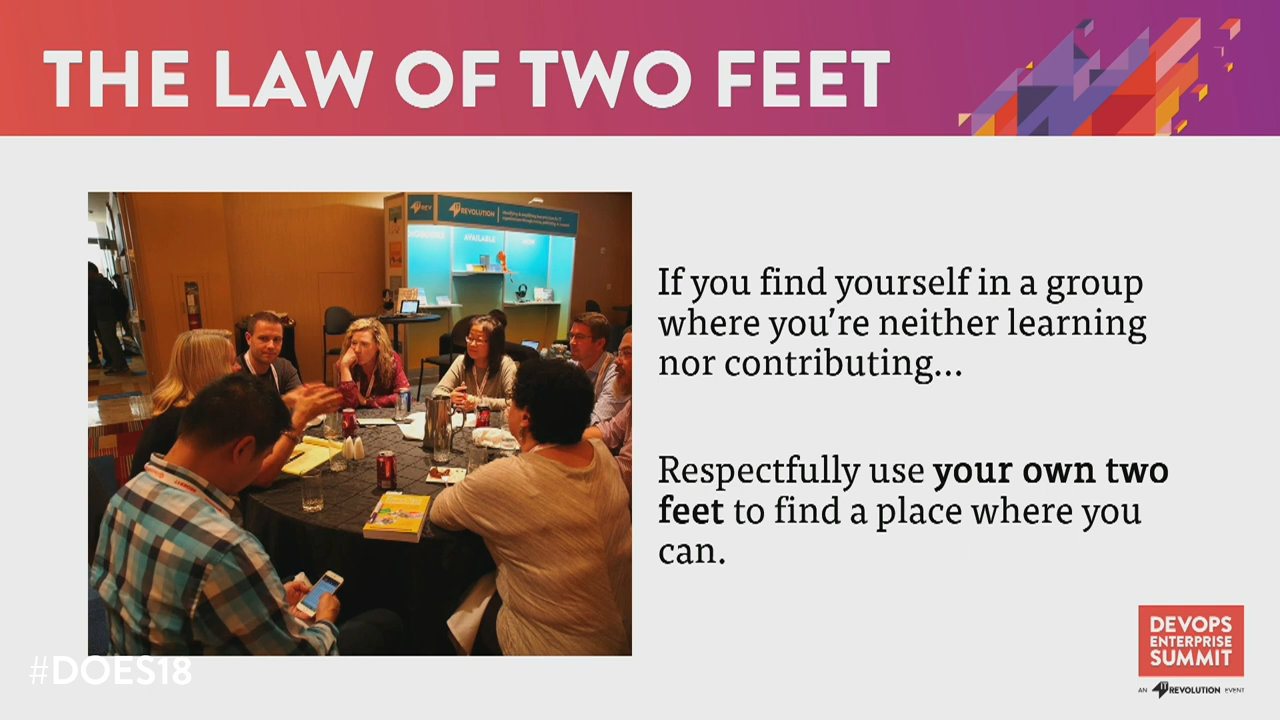 THE LAW OF TWO FEET
REVOLUTION
AVAILABLE
If you find yourself in a group
where you're neither learning
nor contributing...
Respectfully use your own two
feet to find a place where you
can.
#DOES18
DEVOPS
ENTERPRISE
SUMMIT
AN IT REVOLUTION EVENT